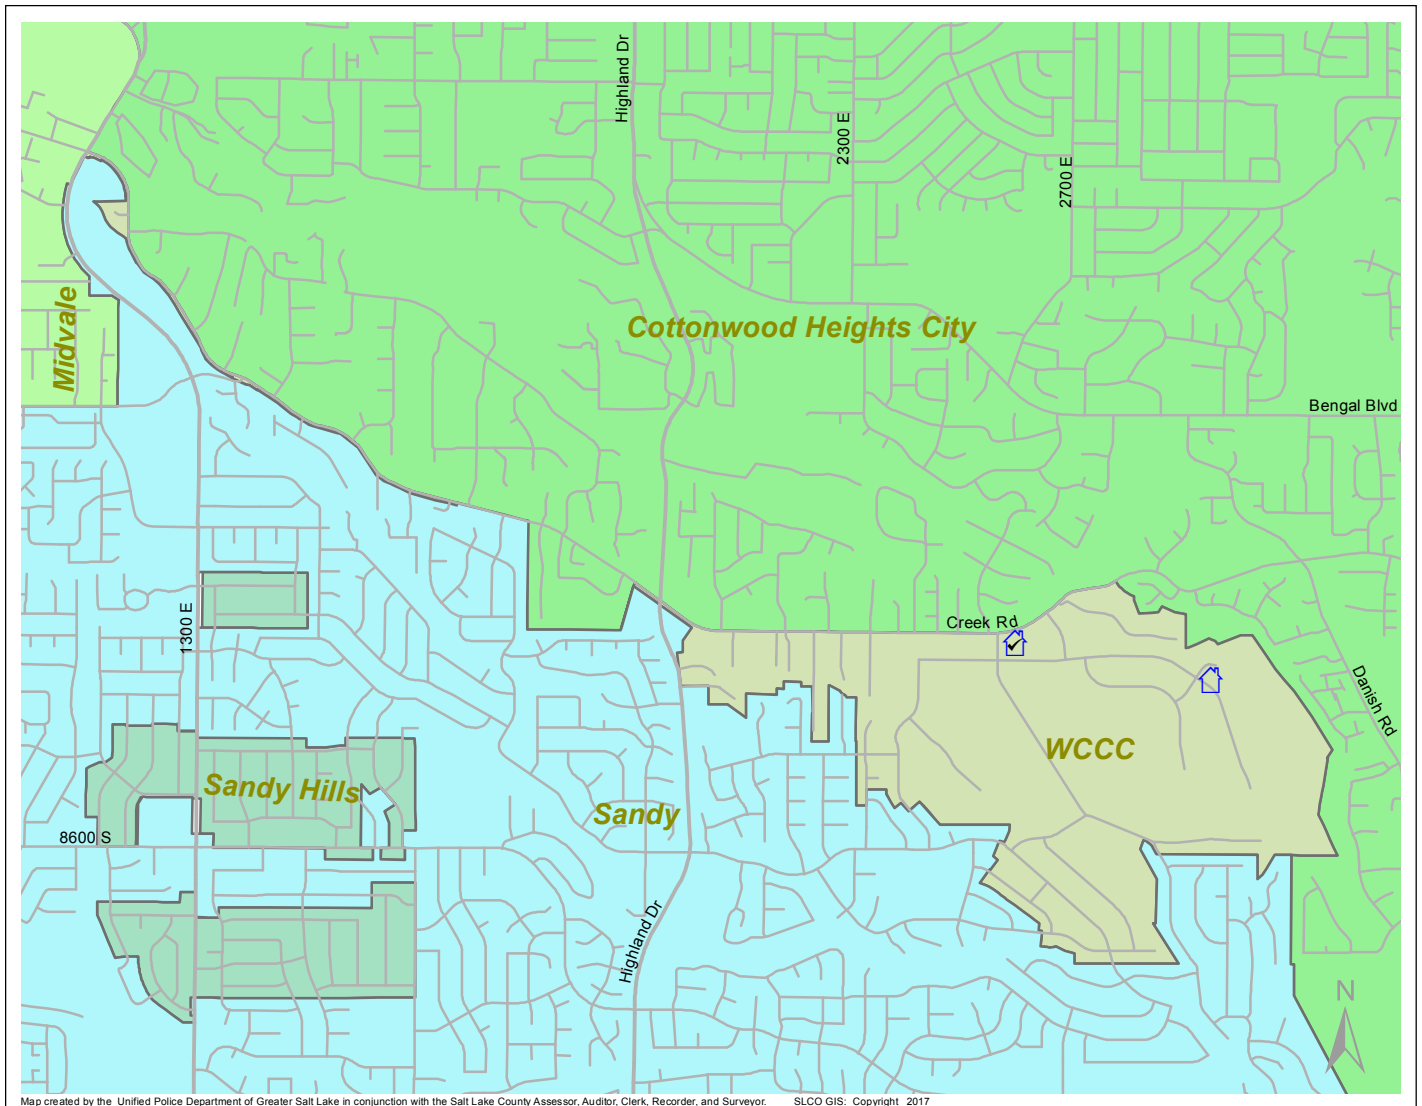 Highland Dr
2300 E
2700 E
Midvale
Cottonwood Heights City
Bengal Blvd
1300 E
Creek Rd
Danish Rd
WCCC
Sandy Hills
Sandy
8600 S
Highland Dr
N
Map created by the Unified Police Department of Greater Salt Lake in conjunction with the Salt Lake County Assessor, Auditor, Clerk, Recorder, and Surveyor. SLCO GIS: Copyright 2017